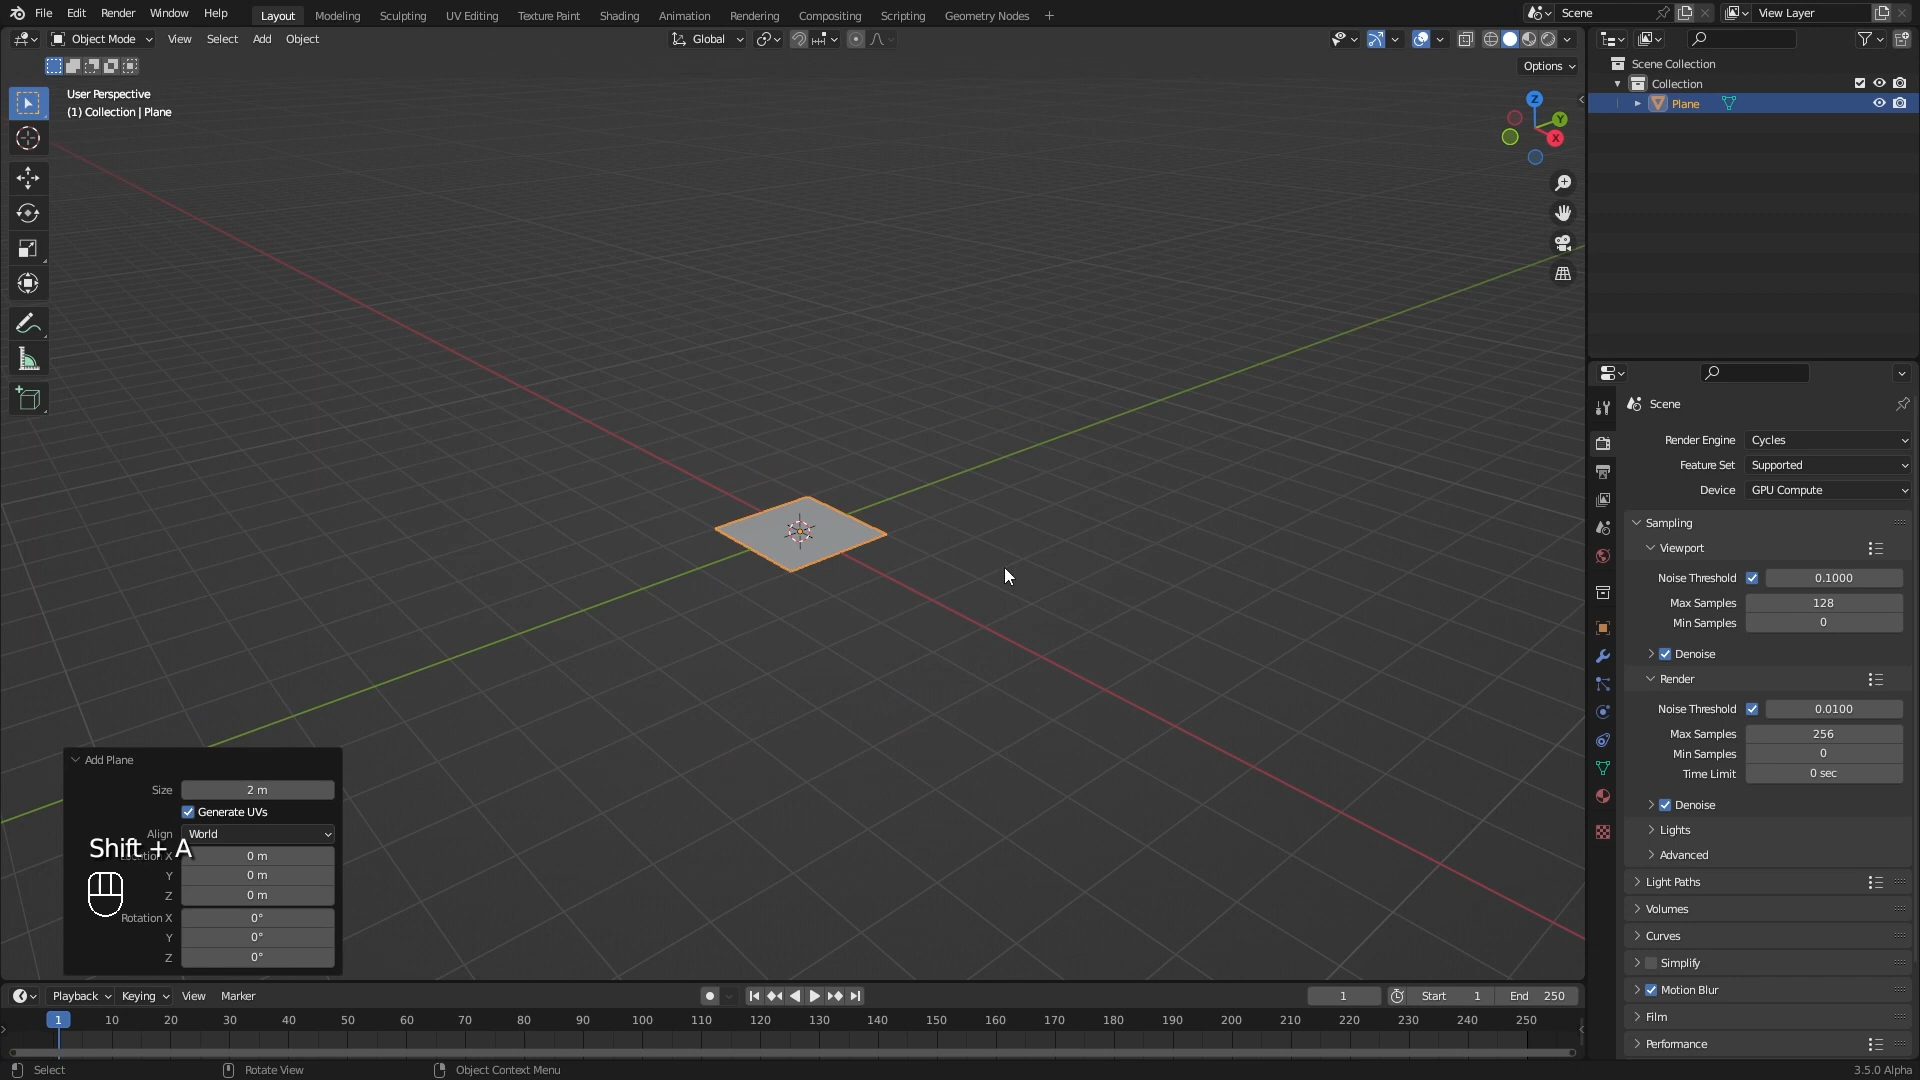 File Edit Render Window Help Layout Modeling Sculpting UV Editing Texture Paint Shading Animation Rendering Compositing Scripting Geometry Nodes + Scene View Layer
Object Mode View Select Add Object Global
Options
User Perspective
(1) Collection | Plane
Z
Y
X
Scene Collection
Collection
Plane
Scene
Render Engine Cycles
Feature Set Supported
Device GPU Compute
Sampling
Viewport
Noise Threshold 0.1000
Max Samples 128
Min Samples 0
Denoise
Render
Noise Threshold 0.0100
Max Samples 256
Min Samples 0
Time Limit 0 sec
Denoise
Lights
Advanced
Light Paths
Volumes
Curves
Simplify
Motion Blur
Film
Performance
Add Plane
Size 2 m
Generate UVs
Align World
Shift + A
0 m
Y 0 m
Z 0 m
Rotation X 0°
Y 0°
Z 0°
Playback Keying View Marker 1 Start 1 End 250
1 10 20 30 40 50 60 70 80 90 100 110 120 130 140 150 160 170 180 190 200 210 220 230 240 250
Select Rotate View Object Context Menu 3.5.0 Alpha